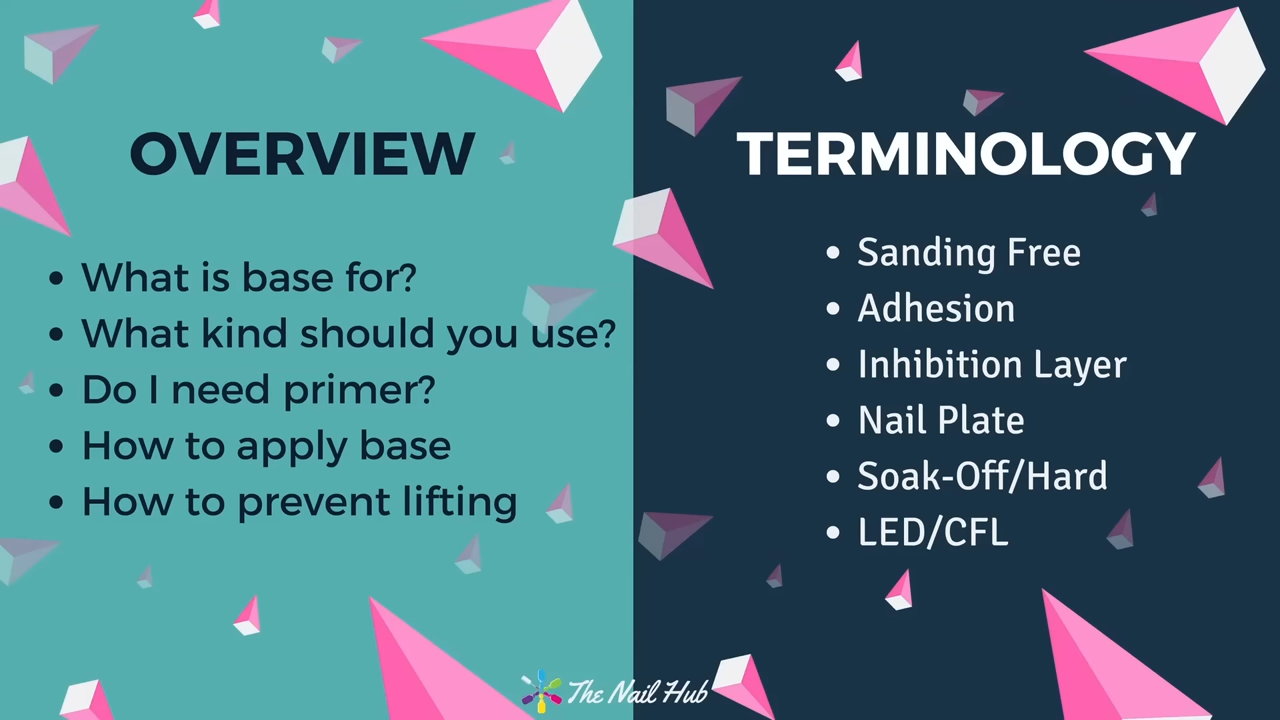 OVERVIEW
• What is base for?
• What kind should you use?
• Do I need primer?
• How to apply base
• How to prevent lifting
TERMINOLOGY
• Sanding Free
• Adhesion
• Inhibition Layer
• Nail Plate
• Soak-Off/Hard
• LED/CFL
The Nail Hub